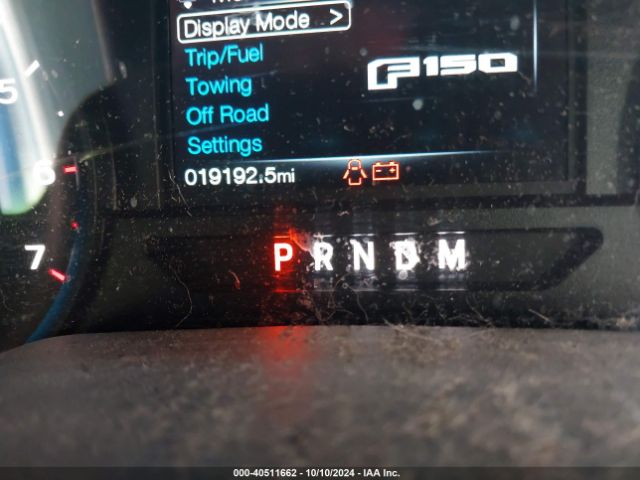 Display Mode >
Trip/Fuel
F150
Towing
Off Road
Settings
019192.5mi
5
6
7
P R N D M
000-40511662 - 10/10/2024 - IAA Inc.